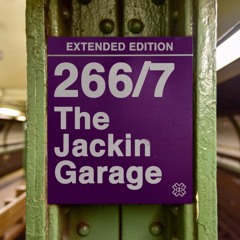 EXTENDED EDITION
266/7
The
Jackin
Garage